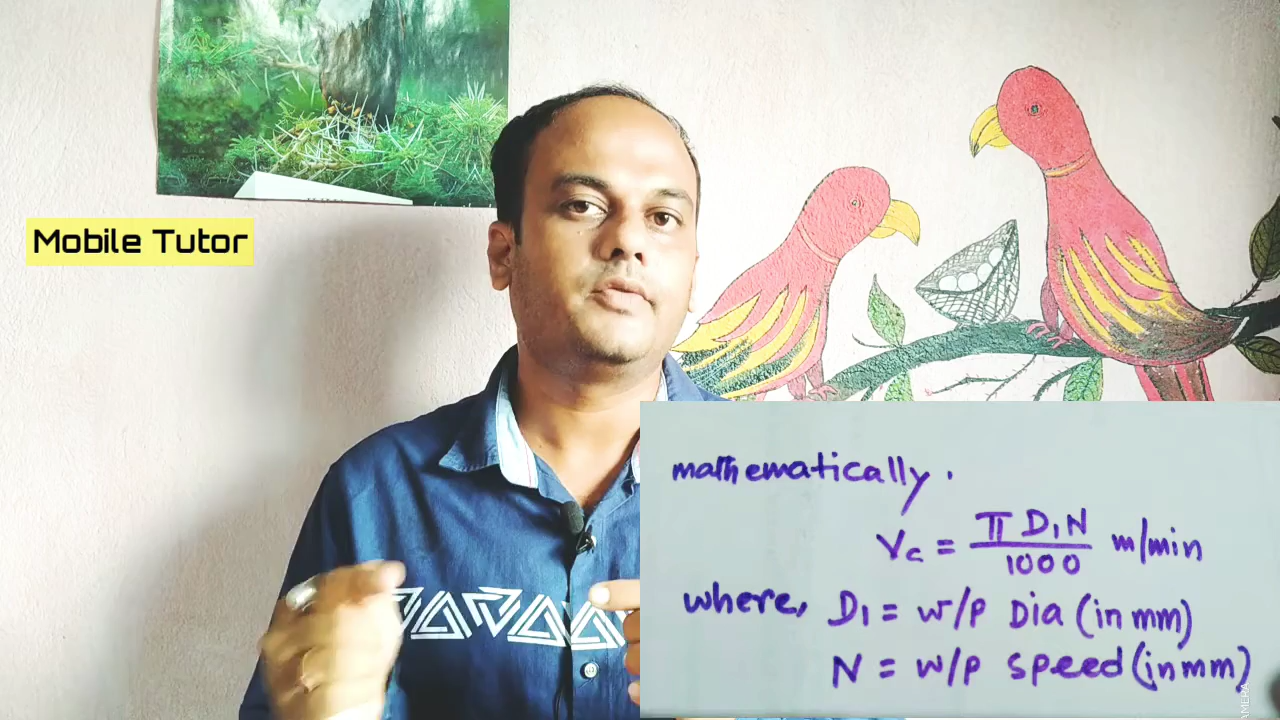 Mobile Tutor
mathematically.
Vc = π D1 N / 1000 m/min
where, D1 = w/p Dia (in mm)
N = w/p speed (in mm)